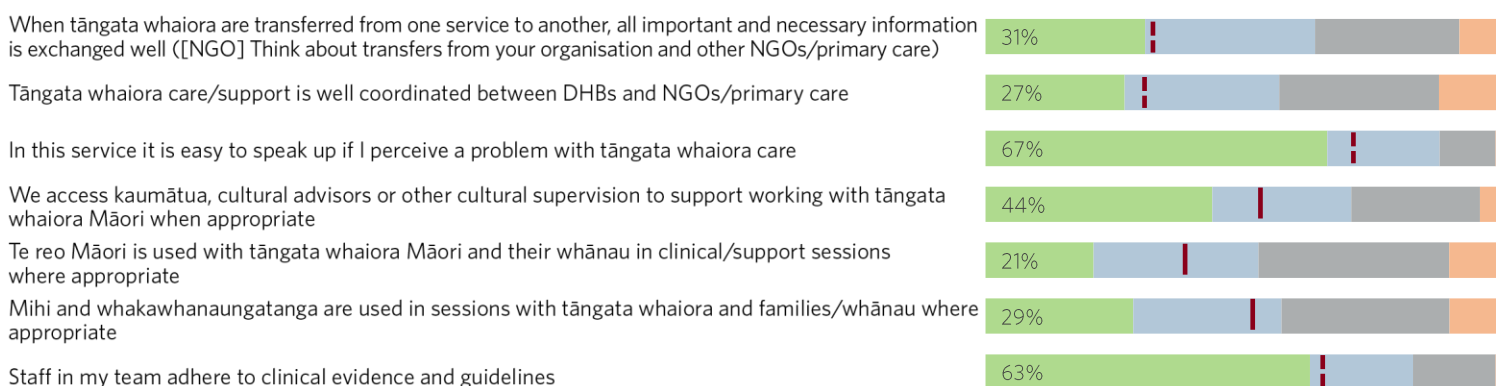 When tāngata whaiora are transferred from one service to another, all important and necessary information
is exchanged well ([NGO] Think about transfers from your organisation and other NGOs/primary care)
31%
Tāngata whaiora care/support is well coordinated between DHBs and NGOs/primary care
27%
In this service it is easy to speak up if I perceive a problem with tāngata whaiora care
67%
We access kaumātua, cultural advisors or other cultural supervision to support working with tāngata
whaiora Māori when appropriate
44%
Te reo Māori is used with tāngata whaiora Māori and their whānau in clinical/support sessions
where appropriate
21%
Mihi and whakawhanaungatanga are used in sessions with tāngata whaiora and families/whānau where
appropriate
29%
Staff in my team adhere to clinical evidence and guidelines
63%